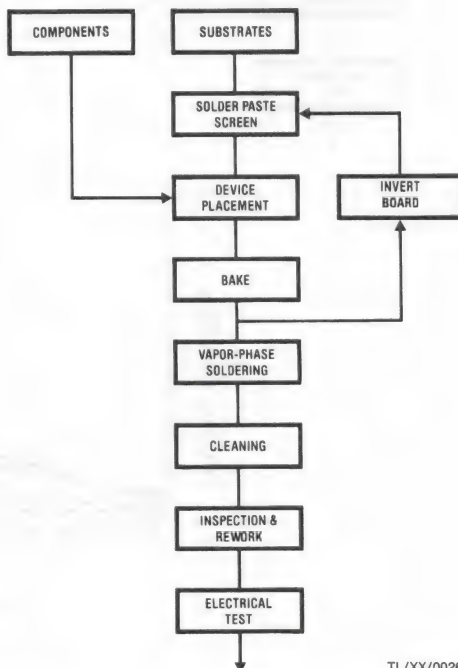 COMPONENTS
SUBSTRATES
SOLDER PASTE
SCREEN
DEVICE
PLACEMENT
INVERT
BOARD
BAKE
VAPOR-PHASE
SOLDERING
CLEANING
INSPECTION &
REWORK
ELECTRICAL
TEST